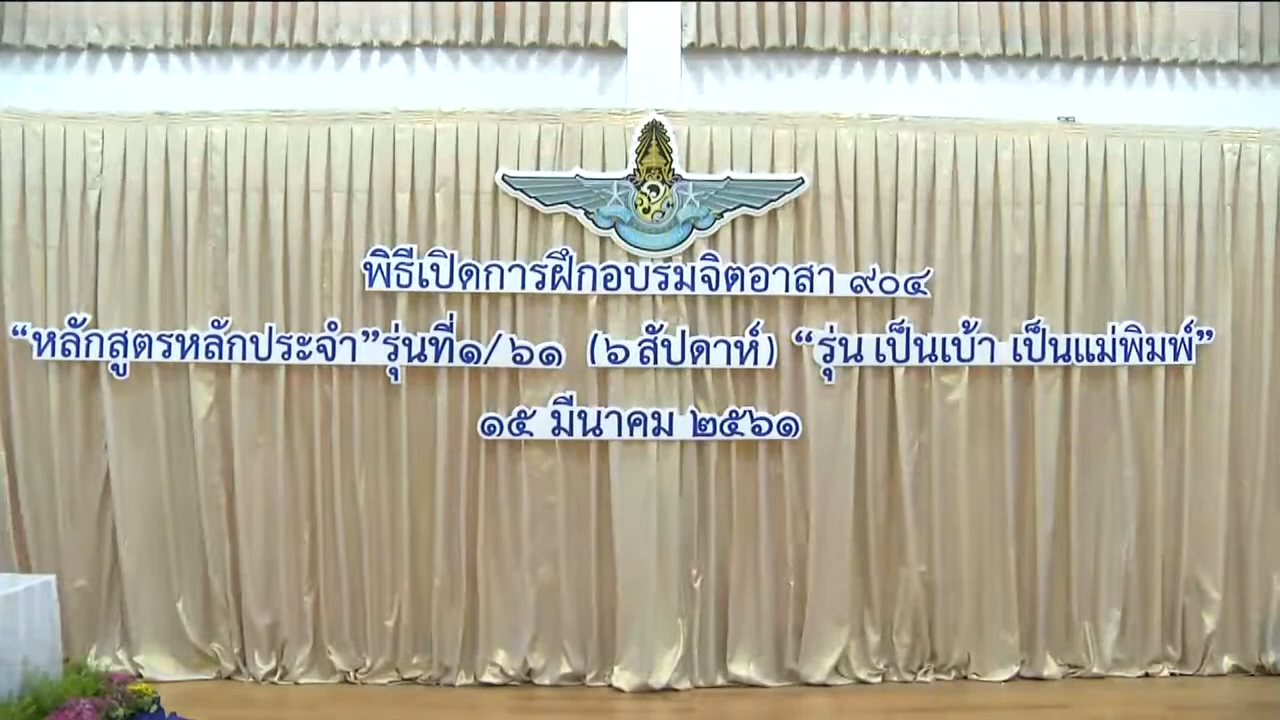 พิธีเปิดการฝึกอบรมจิตอาสา ๙๐๔
“หลักสูตรหลักประจำ”รุ่นที่๑/๖๑ (๖ สัปดาห์) “รุ่น เป็นเบ้า เป็นแม่พิมพ์”
๑๕ มีนาคม ๒๕๖๑